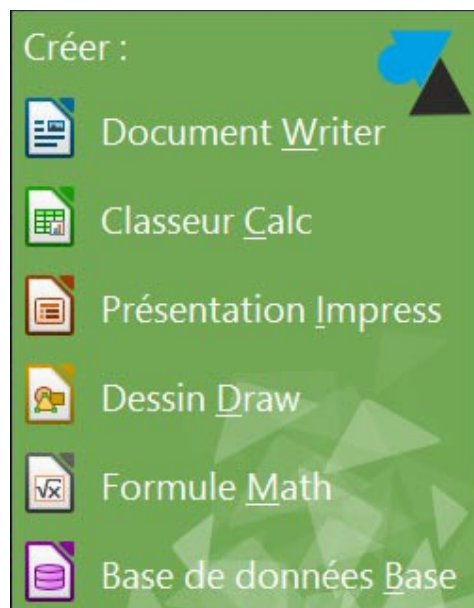 Créer :
Document Writer
Classeur Calc
Présentation Impress
Dessin Draw
Formule Math
Base de données Base